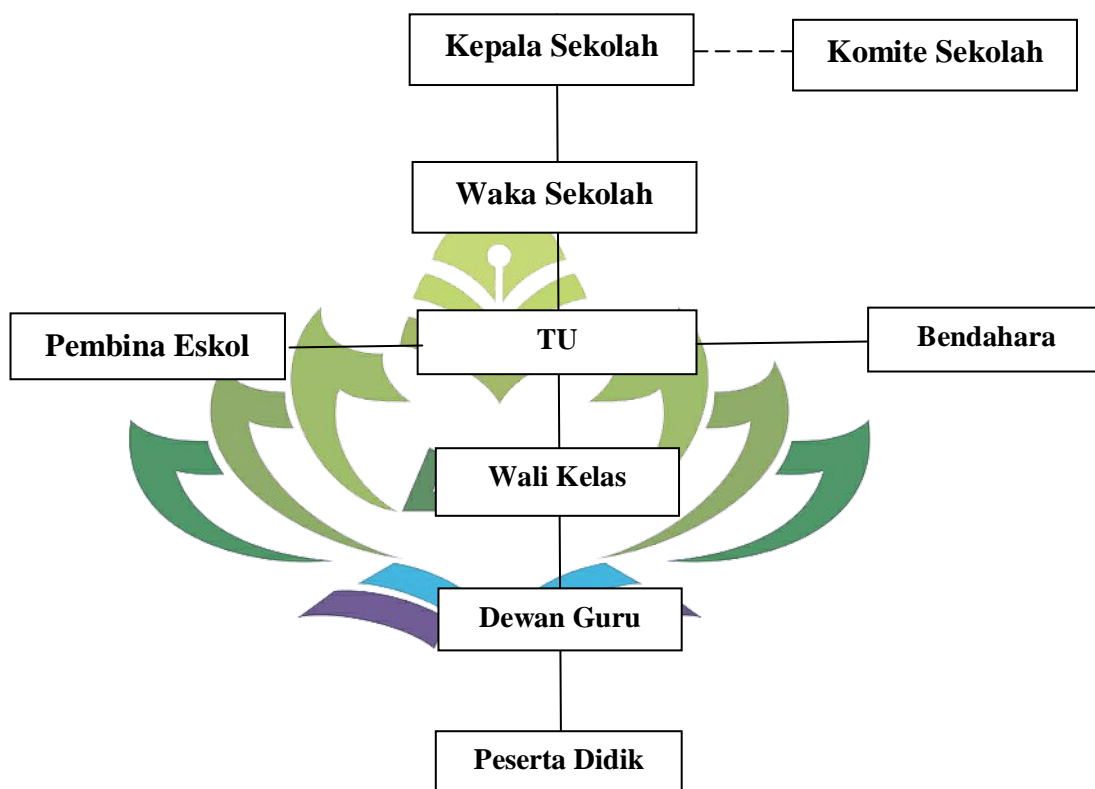 Kepala Sekolah
Komite Sekolah
Waka Sekolah
Pembina Eskol
TU
Bendahara
Wali Kelas
Dewan Guru
Peserta Didik